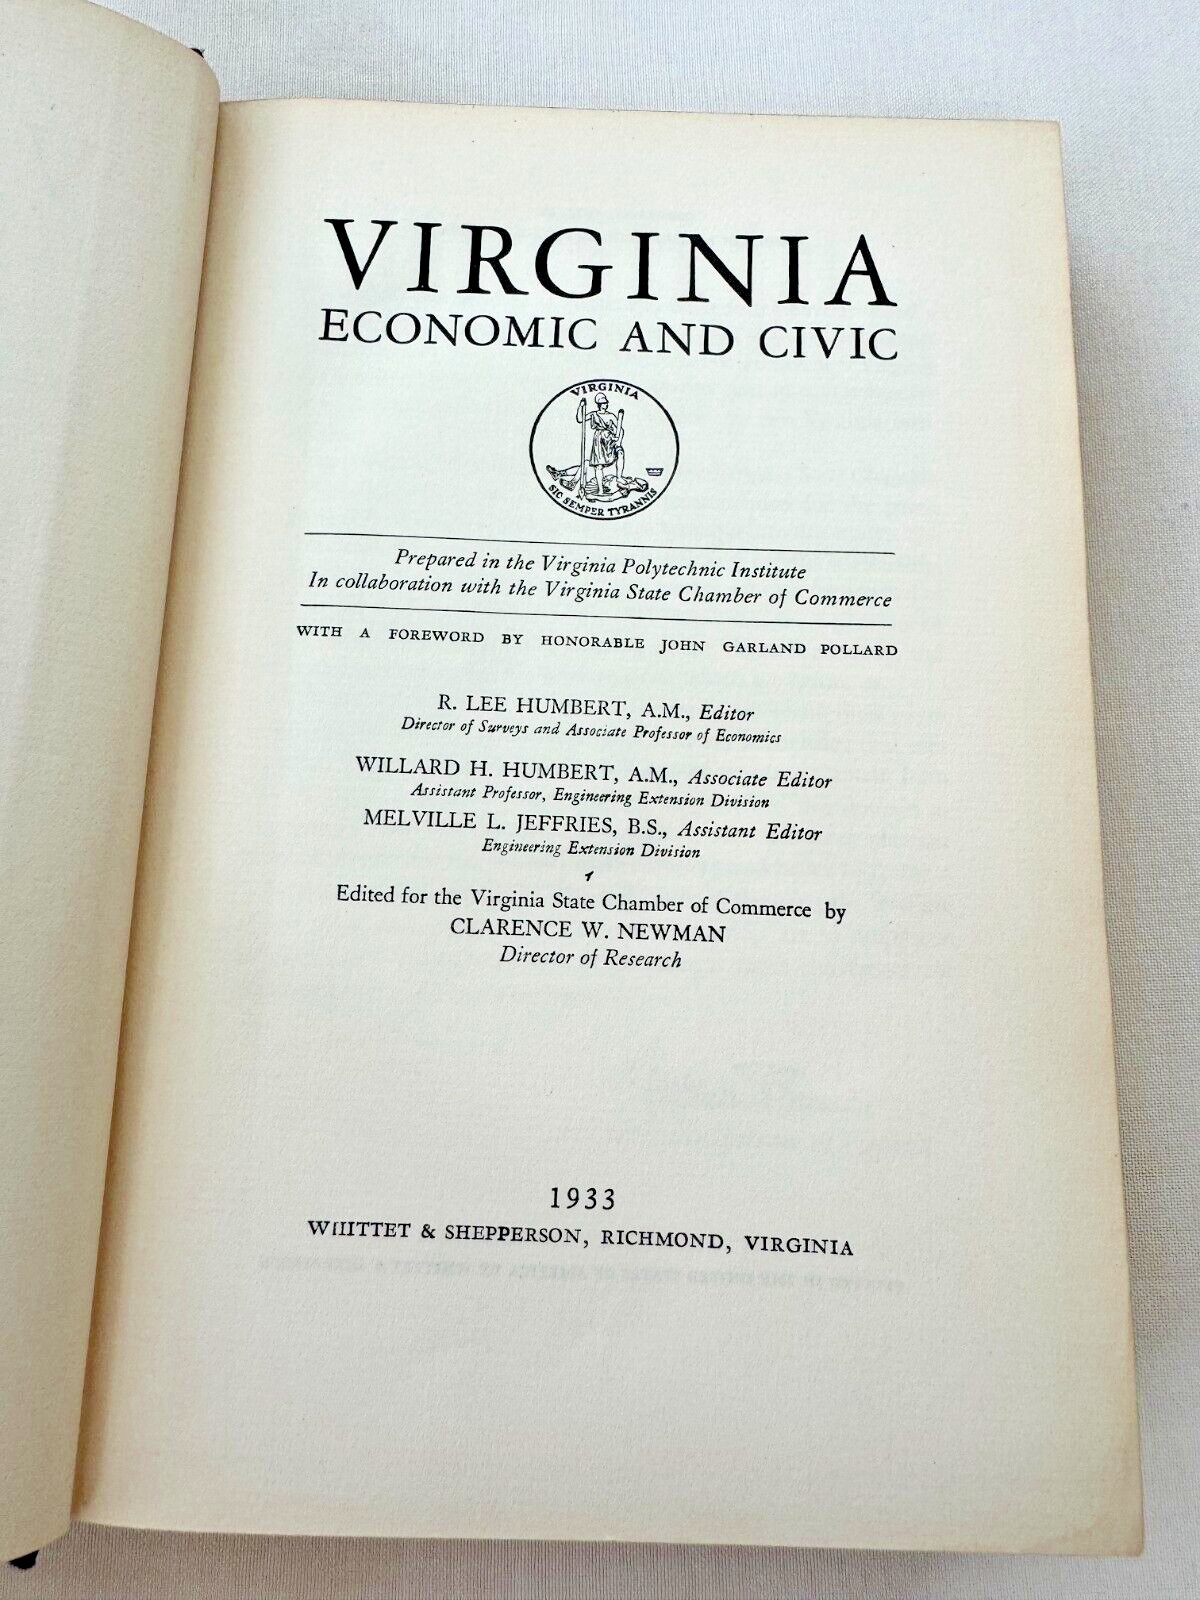 VIRGINIA
ECONOMIC AND CIVIC
VIRGINIA
SIC SEMPER TYRANNIS
Prepared in the Virginia Polytechnic Institute
In collaboration with the Virginia State Chamber of Commerce
WITH A FOREWORD BY HONORABLE JOHN GARLAND POLLARD
R. LEE HUMBERT, A.M., Editor
Director of Surveys and Associate Professor of Economics
WILLARD H. HUMBERT, A.M., Associate Editor
Assistant Professor, Engineering Extension Division
MELVILLE L. JEFFRIES, B.S., Assistant Editor
Engineering Extension Division
Edited for the Virginia State Chamber of Commerce by
CLARENCE W. NEWMAN
Director of Research
1933
WHITTET & SHEPPERSON, RICHMOND, VIRGINIA